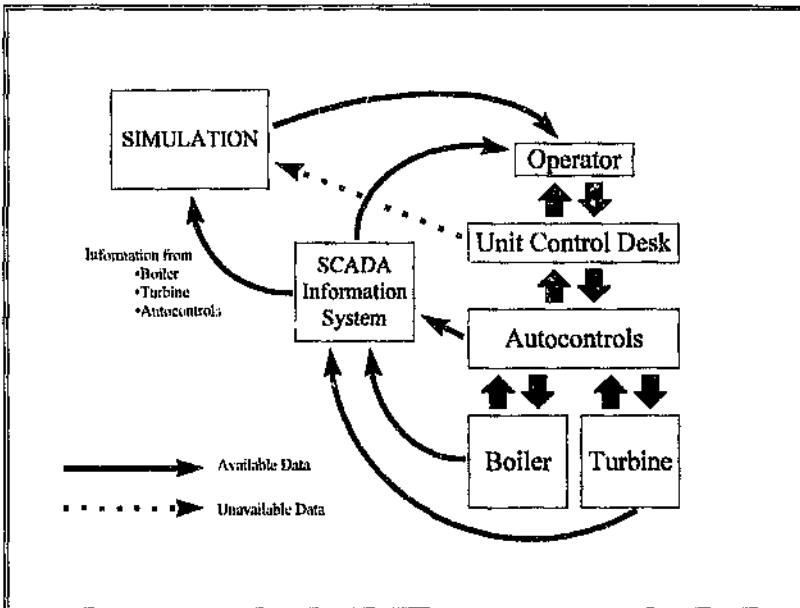 SIMULATION
Operator
Unit Control Desk
Information from
•Boiler
•Turbine
•Autocontrols
SCADA
Information
System
Autocontrols
Boiler
Turbine
Available Data
Unavailable Data